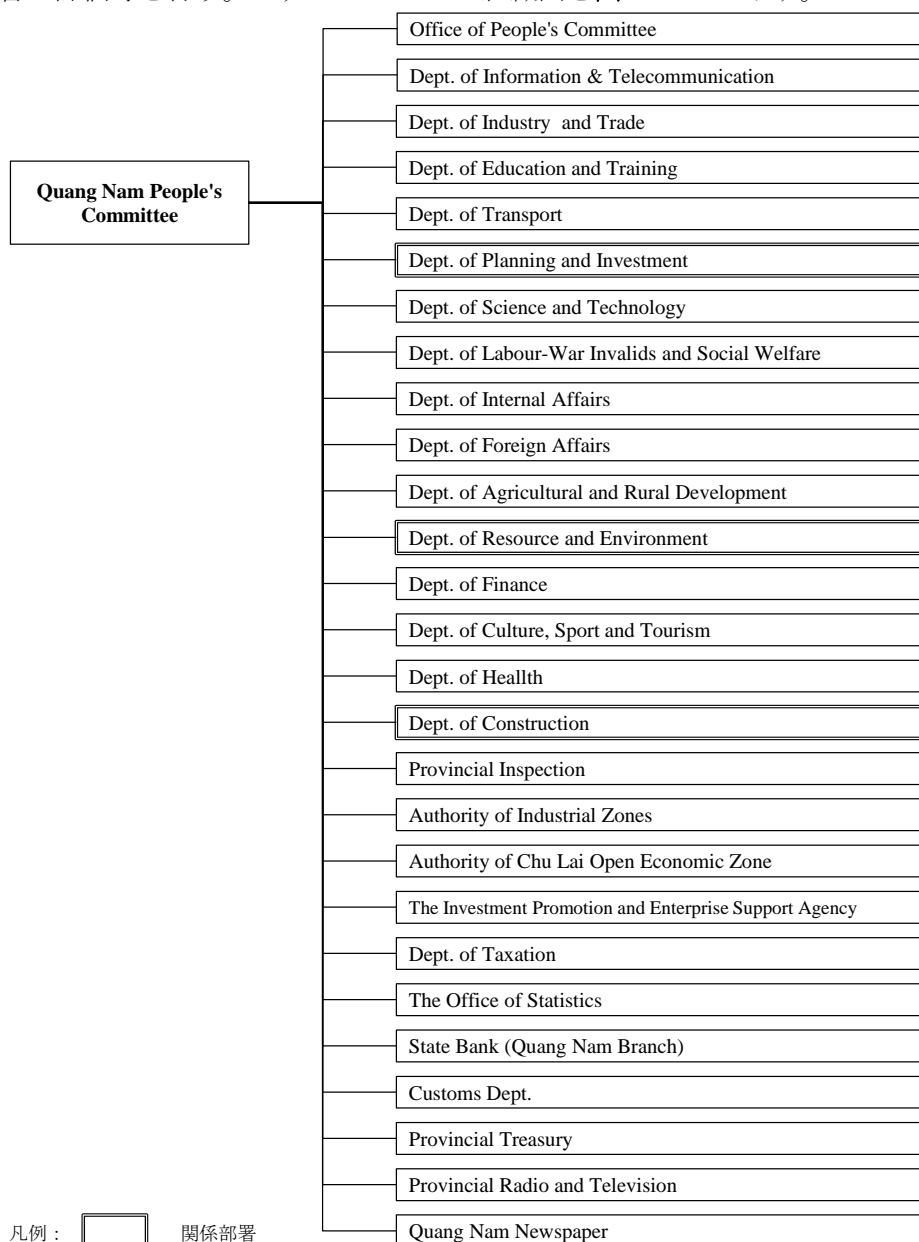 Office of People's Committee
Dept. of Information & Telecommunication
Dept. of Industry and Trade
Dept. of Education and Training
Quang Nam People's
Committee
Dept. of Transport
Dept. of Planning and Investment
Dept. of Science and Technology
Dept. of Labour-War Invalids and Social Welfare
Dept. of Internal Affairs
Dept. of Foreign Affairs
Dept. of Agricultural and Rural Development
Dept. of Resource and Environment
Dept. of Finance
Dept. of Culture, Sport and Tourism
Dept. of Heallth
Dept. of Construction
Provincial Inspection
Authority of Industrial Zones
Authority of Chu Lai Open Economic Zone
The Investment Promotion and Enterprise Support Agency
Dept. of Taxation
The Office of Statistics
State Bank (Quang Nam Branch)
Customs Dept.
Provincial Treasury
Provincial Radio and Television
Quang Nam Newspaper
凡例： 関係部署